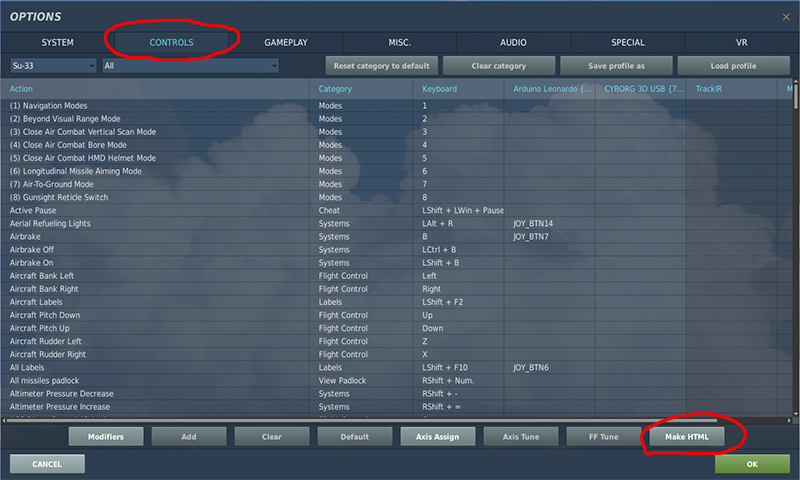 OPTIONS ×
SYSTEM CONTROLS GAMEPLAY MISC. AUDIO SPECIAL VR
Su-33 All Reset category to default Clear category Save profile as Load profile
Action Category Keyboard Arduino Leonardo {... CYBORG 3D USB {7... TrackIR M
(1) Navigation Modes Modes 1
(2) Beyond Visual Range Mode Modes 2
(3) Close Air Combat Vertical Scan Mode Modes 3
(4) Close Air Combat Bore Mode Modes 4
(5) Close Air Combat HMD Helmet Mode Modes 5
(6) Longitudinal Missile Aiming Mode Modes 6
(7) Air-To-Ground Mode Modes 7
(8) Gunsight Reticle Switch Modes 8
Active Pause Cheat LShift + LWin + Pause
Aerial Refueling Lights Systems LAlt + R JOY_BTN14
Airbrake Systems B JOY_BTN7
Airbrake Off Systems LCtrl + B
Airbrake On Systems LShift + B
Aircraft Bank Left Flight Control Left
Aircraft Bank Right Flight Control Right
Aircraft Labels Labels LShift + F2
Aircraft Pitch Down Flight Control Up
Aircraft Pitch Up Flight Control Down
Aircraft Rudder Left Flight Control Z
Aircraft Rudder Right Flight Control X
All Labels Labels LShift + F10 JOY_BTN6
All missiles padlock View Padlock RShift + Num.
Altimeter Pressure Decrease Systems RShift + -
Altimeter Pressure Increase Systems RShift + =
Modifiers Add Clear Default Axis Assign Axis Tune FF Tune Make HTML
CANCEL OK